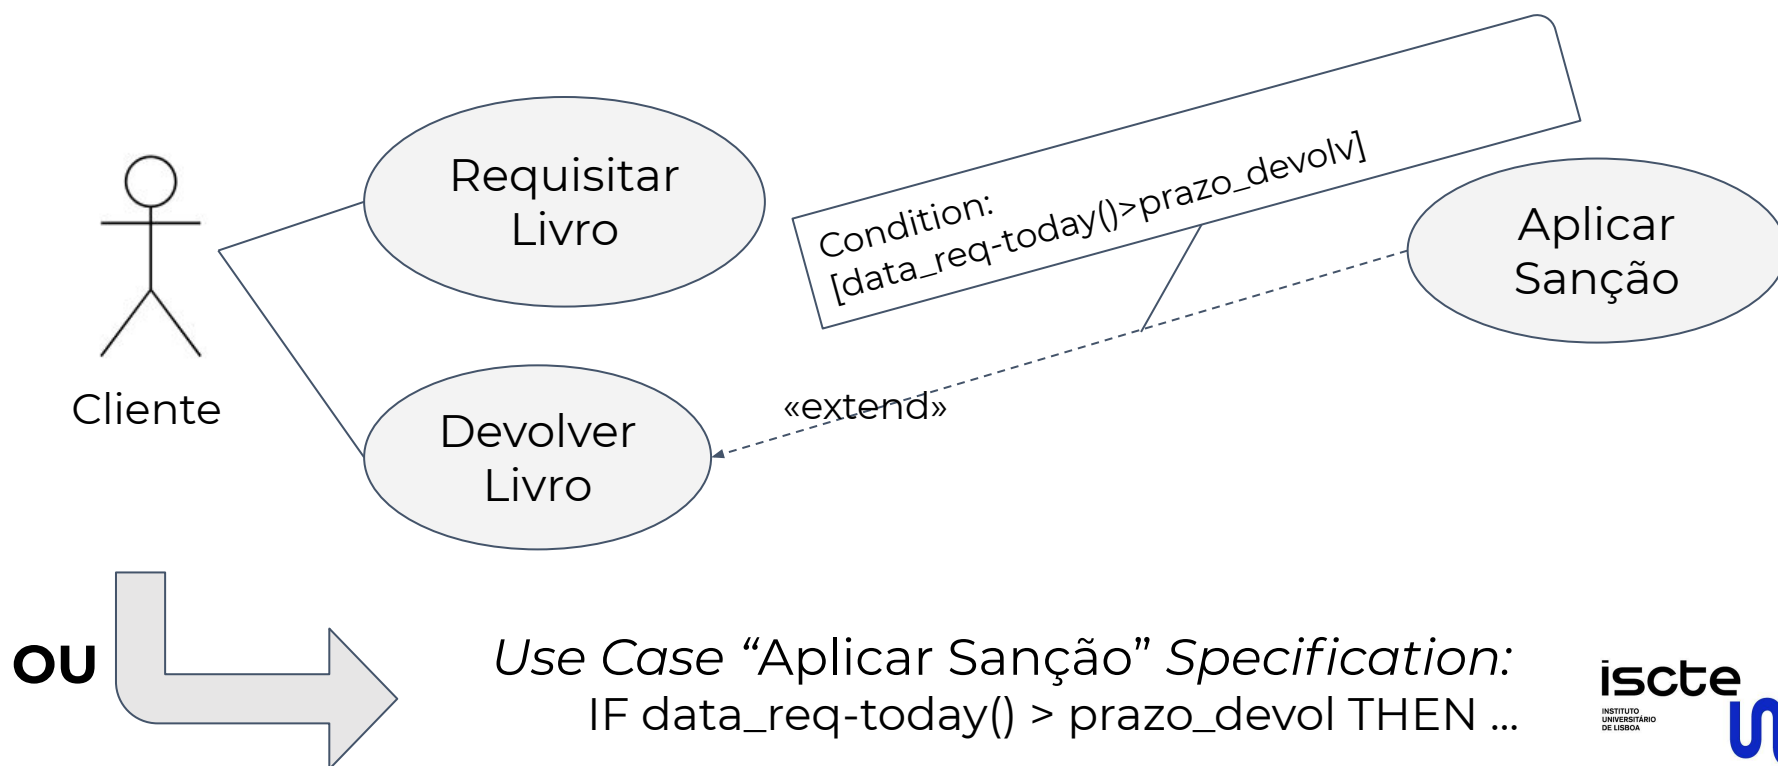 Requisitar
Livro
Condition:
[data_req-today()>prazo_devolv]
Aplicar
Sanção
Cliente
Devolver
Livro
«extend»
OU
Use Case “Aplicar Sanção” Specification:
IF data_req-today() > prazo_devol THEN ...
iscte
INSTITUTO
UNIVERSITÁRIO
DE LISBOA